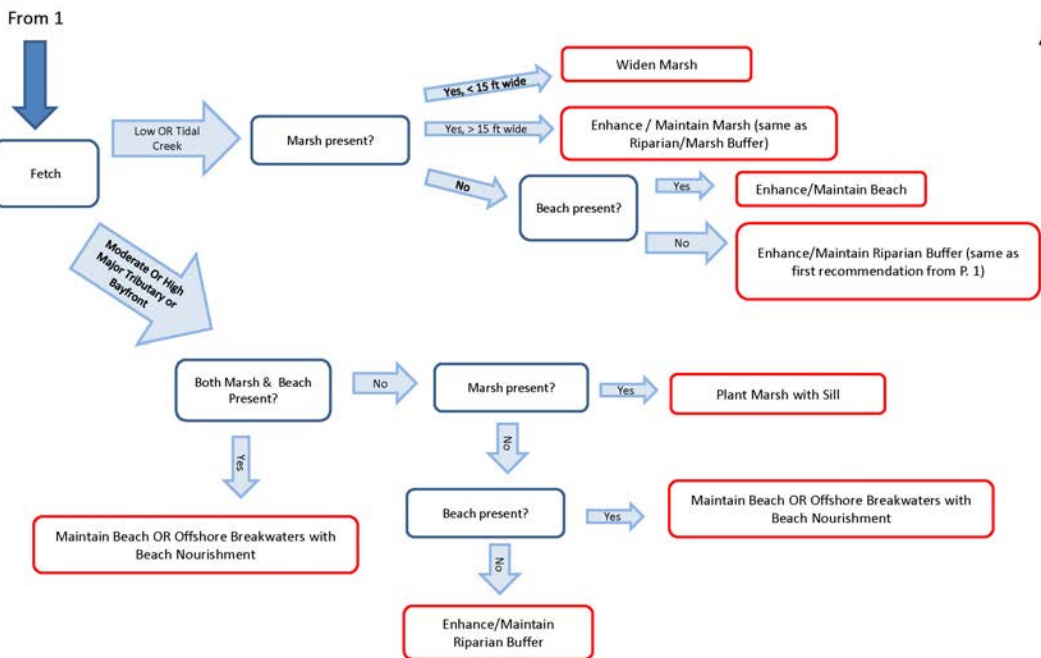 From 1
Fetch
Low OR Tidal
Creek
Marsh present?
Yes, < 15 ft wide
Widen Marsh
Yes, > 15 ft wide
Enhance / Maintain Marsh (same as
Riparian/Marsh Buffer)
No
Beach present?
Yes
Enhance/Maintain Beach
No
Enhance/Maintain Riparian Buffer (same as
first recommendation from P. 1)
Moderate Or High
Major Tributary or
Bayfront
Both Marsh & Beach
Present?
No
Marsh present?
Yes
Plant Marsh with Sill
Yes
Maintain Beach OR Offshore Breakwaters with
Beach Nourishment
No
Beach present?
Yes
Maintain Beach OR Offshore Breakwaters with
Beach Nourishment
No
Enhance/Maintain
Riparian Buffer